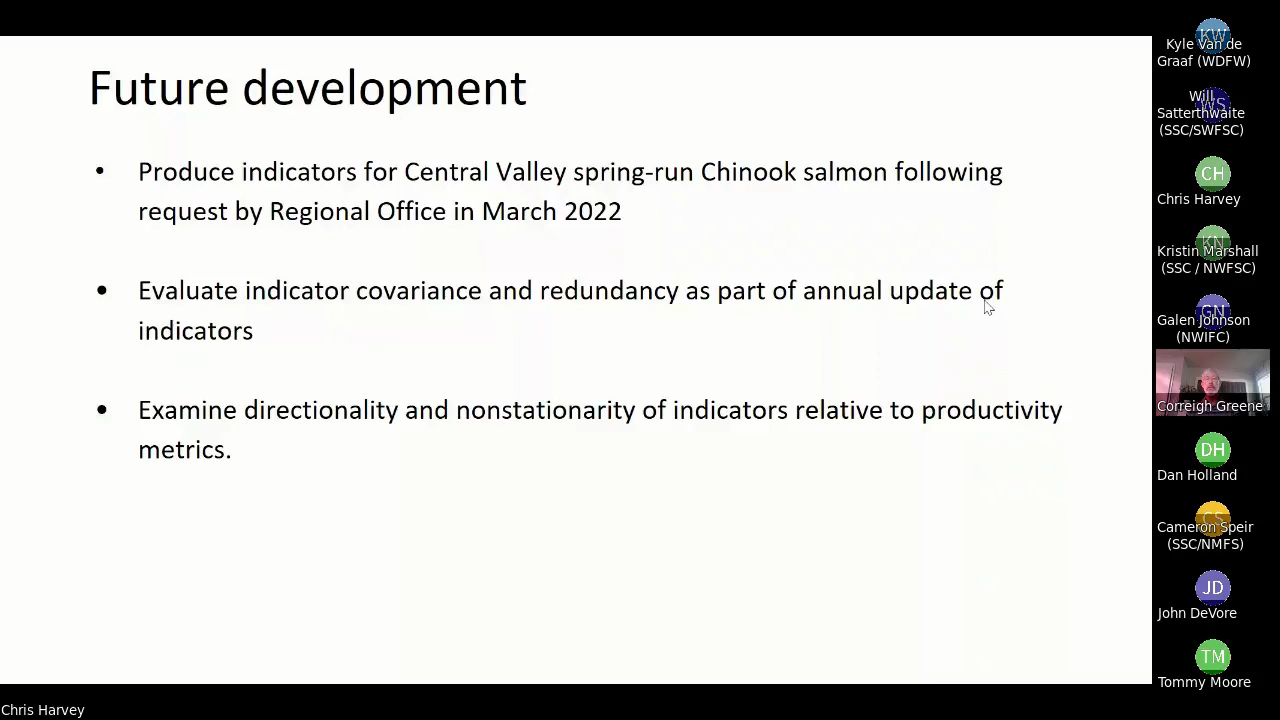 Future development
• Produce indicators for Central Valley spring-run Chinook salmon following
request by Regional Office in March 2022
• Evaluate indicator covariance and redundancy as part of annual update of
indicators
• Examine directionality and nonstationarity of indicators relative to productivity
metrics.
KW
Kyle Van de
Graaf (WDFW)
WS
Will
Satterthwaite
(SSC/SWFSC)
CH
Chris Harvey
KN
Kristin Marshall
(SSC / NWFSC)
GN
Galen Johnson
(NWIFC)
Correigh Greene
DH
Dan Holland
CS
Cameron Speir
(SSC/NMFS)
JD
John DeVore
TM
Tommy Moore
Chris Harvey